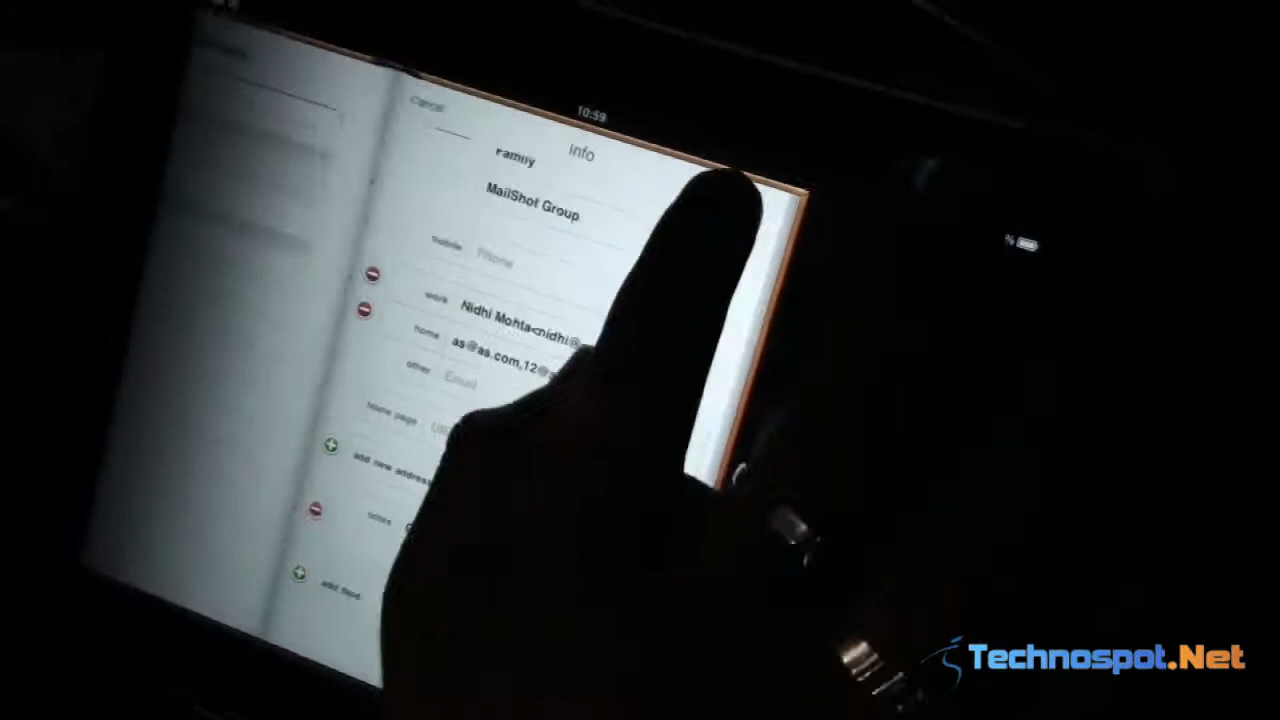 10:59
Cancel
Info
Family
MailShot Group
mobile Phone
work Nidhi Mohta<nidhi@
home as@as.com,12@
other Email
home page
add new address
notes
add field
%
Technospot.Net